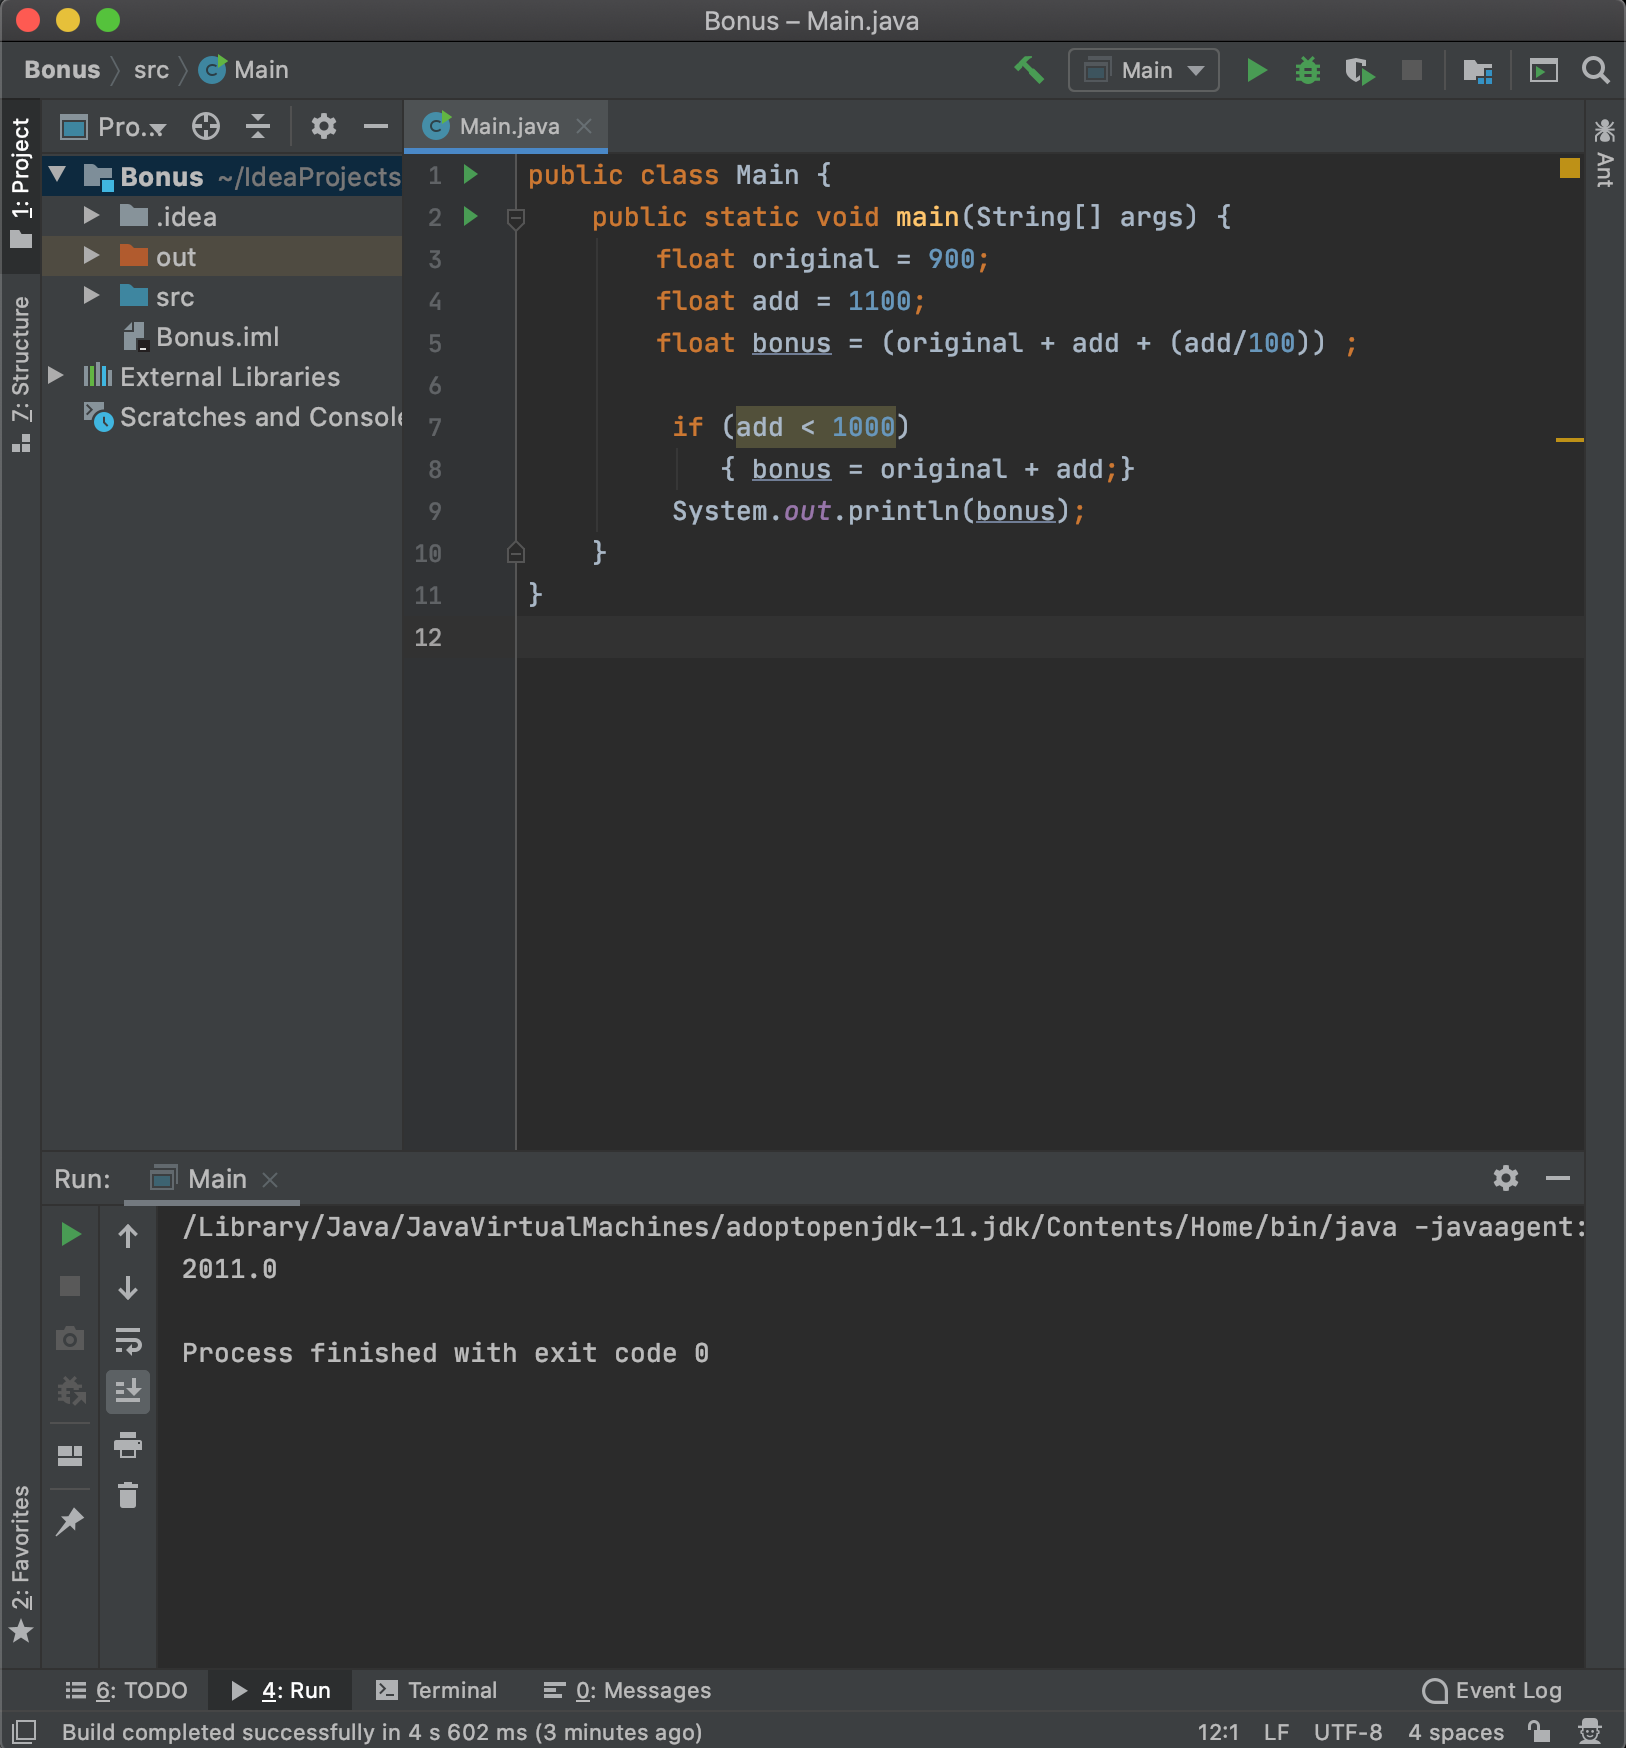 Bonus – Main.java
Bonus src Main
Main
1: Project
7: Structure
2: Favorites
Pro...
Bonus ~/IdeaProjects
.idea
out
src
Bonus.iml
External Libraries
Scratches and Console
Main.java
1 public class Main {
2 public static void main(String[] args) {
3 float original = 900;
4 float add = 1100;
5 float bonus = (original + add + (add/100)) ;
6
7 if (add < 1000)
8 { bonus = original + add;}
9 System.out.println(bonus);
10 }
11 }
12
Ant
Run: Main
/Library/Java/JavaVirtualMachines/adoptopenjdk-11.jdk/Contents/Home/bin/java -javaagent:
2011.0
Process finished with exit code 0
6: TODO 4: Run Terminal 0: Messages Event Log
Build completed successfully in 4 s 602 ms (3 minutes ago) 12:1 LF UTF-8 4 spaces